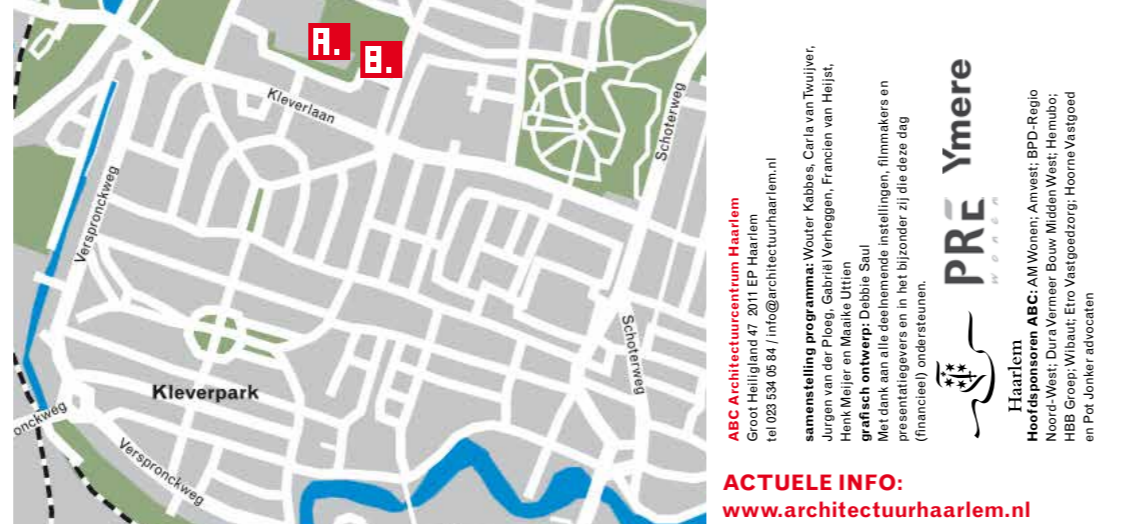 A.
B.
Kleverlaan
Schoterweg
Verspronckweg
Schoterweg
Kleverpark
onckweg
Verspronckweg
ABC Architectuurcentrum Haarlem
Groot Heiligland 47 2011 EP Haarlem
tel 023 534 05 84 / info@architectuurhaarlem.nl
samenstelling programma: Wouter Kabbes, Carla van Twuijver,
Jurgen van der Ploeg, Gabriël Verheggen, Francien van Heijst,
Henk Meijer en Maaike Uttien
grafisch ontwerp: Debbie Saul
Met dank aan alle deelnemende instellingen, filmmakers en
presentatiegevers en in het bijzonder zij die deze dag
(financieel) ondersteunen.
PRÉ Ymere
wonen
Haarlem
Hoofdsponsoren ABC: AM Wonen; Amvest; BPD-Regio
Noord-West; Dura Vermeer Bouw Midden West; Hemubo;
HBB Groep; Wibaut; Etro Vastgoedzorg; Hoorne Vastgoed
en Pot Jonker advocaten
ACTUELE INFO:
www.architectuurhaarlem.nl